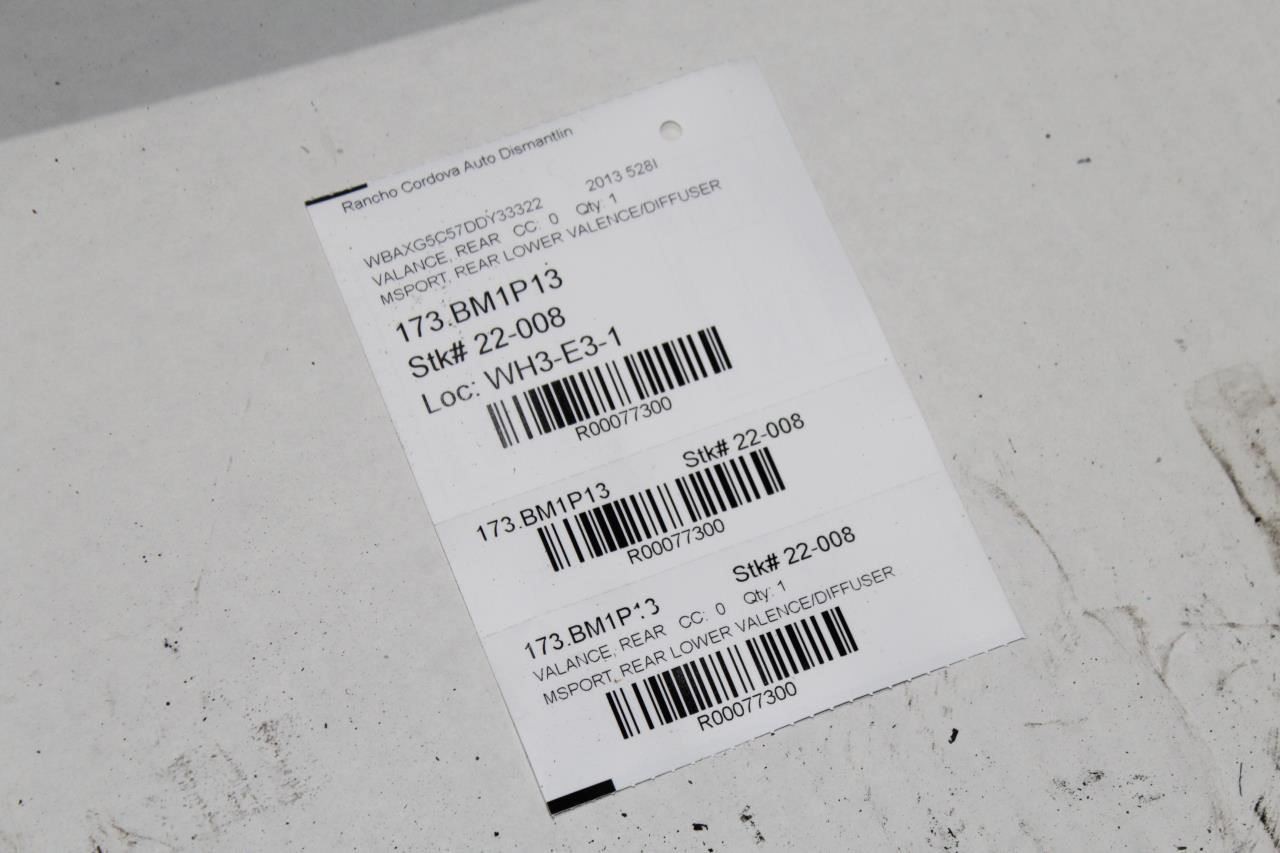 Rancho Cordova Auto Dismantlin
WBAXG5C57DDY33322 2013 528I
VALANCE, REAR CC: 0 Qty: 1
MSPORT, REAR LOWER VALENCE/DIFFUSER
173.BM1P13
Stk# 22-008
Loc: WH3-E3-1
R00077300
173.BM1P13 Stk# 22-008
R00077300
173.BM1P13 Stk# 22-008
VALANCE, REAR CC: 0 Qty: 1
MSPORT, REAR LOWER VALENCE/DIFFUSER
R00077300